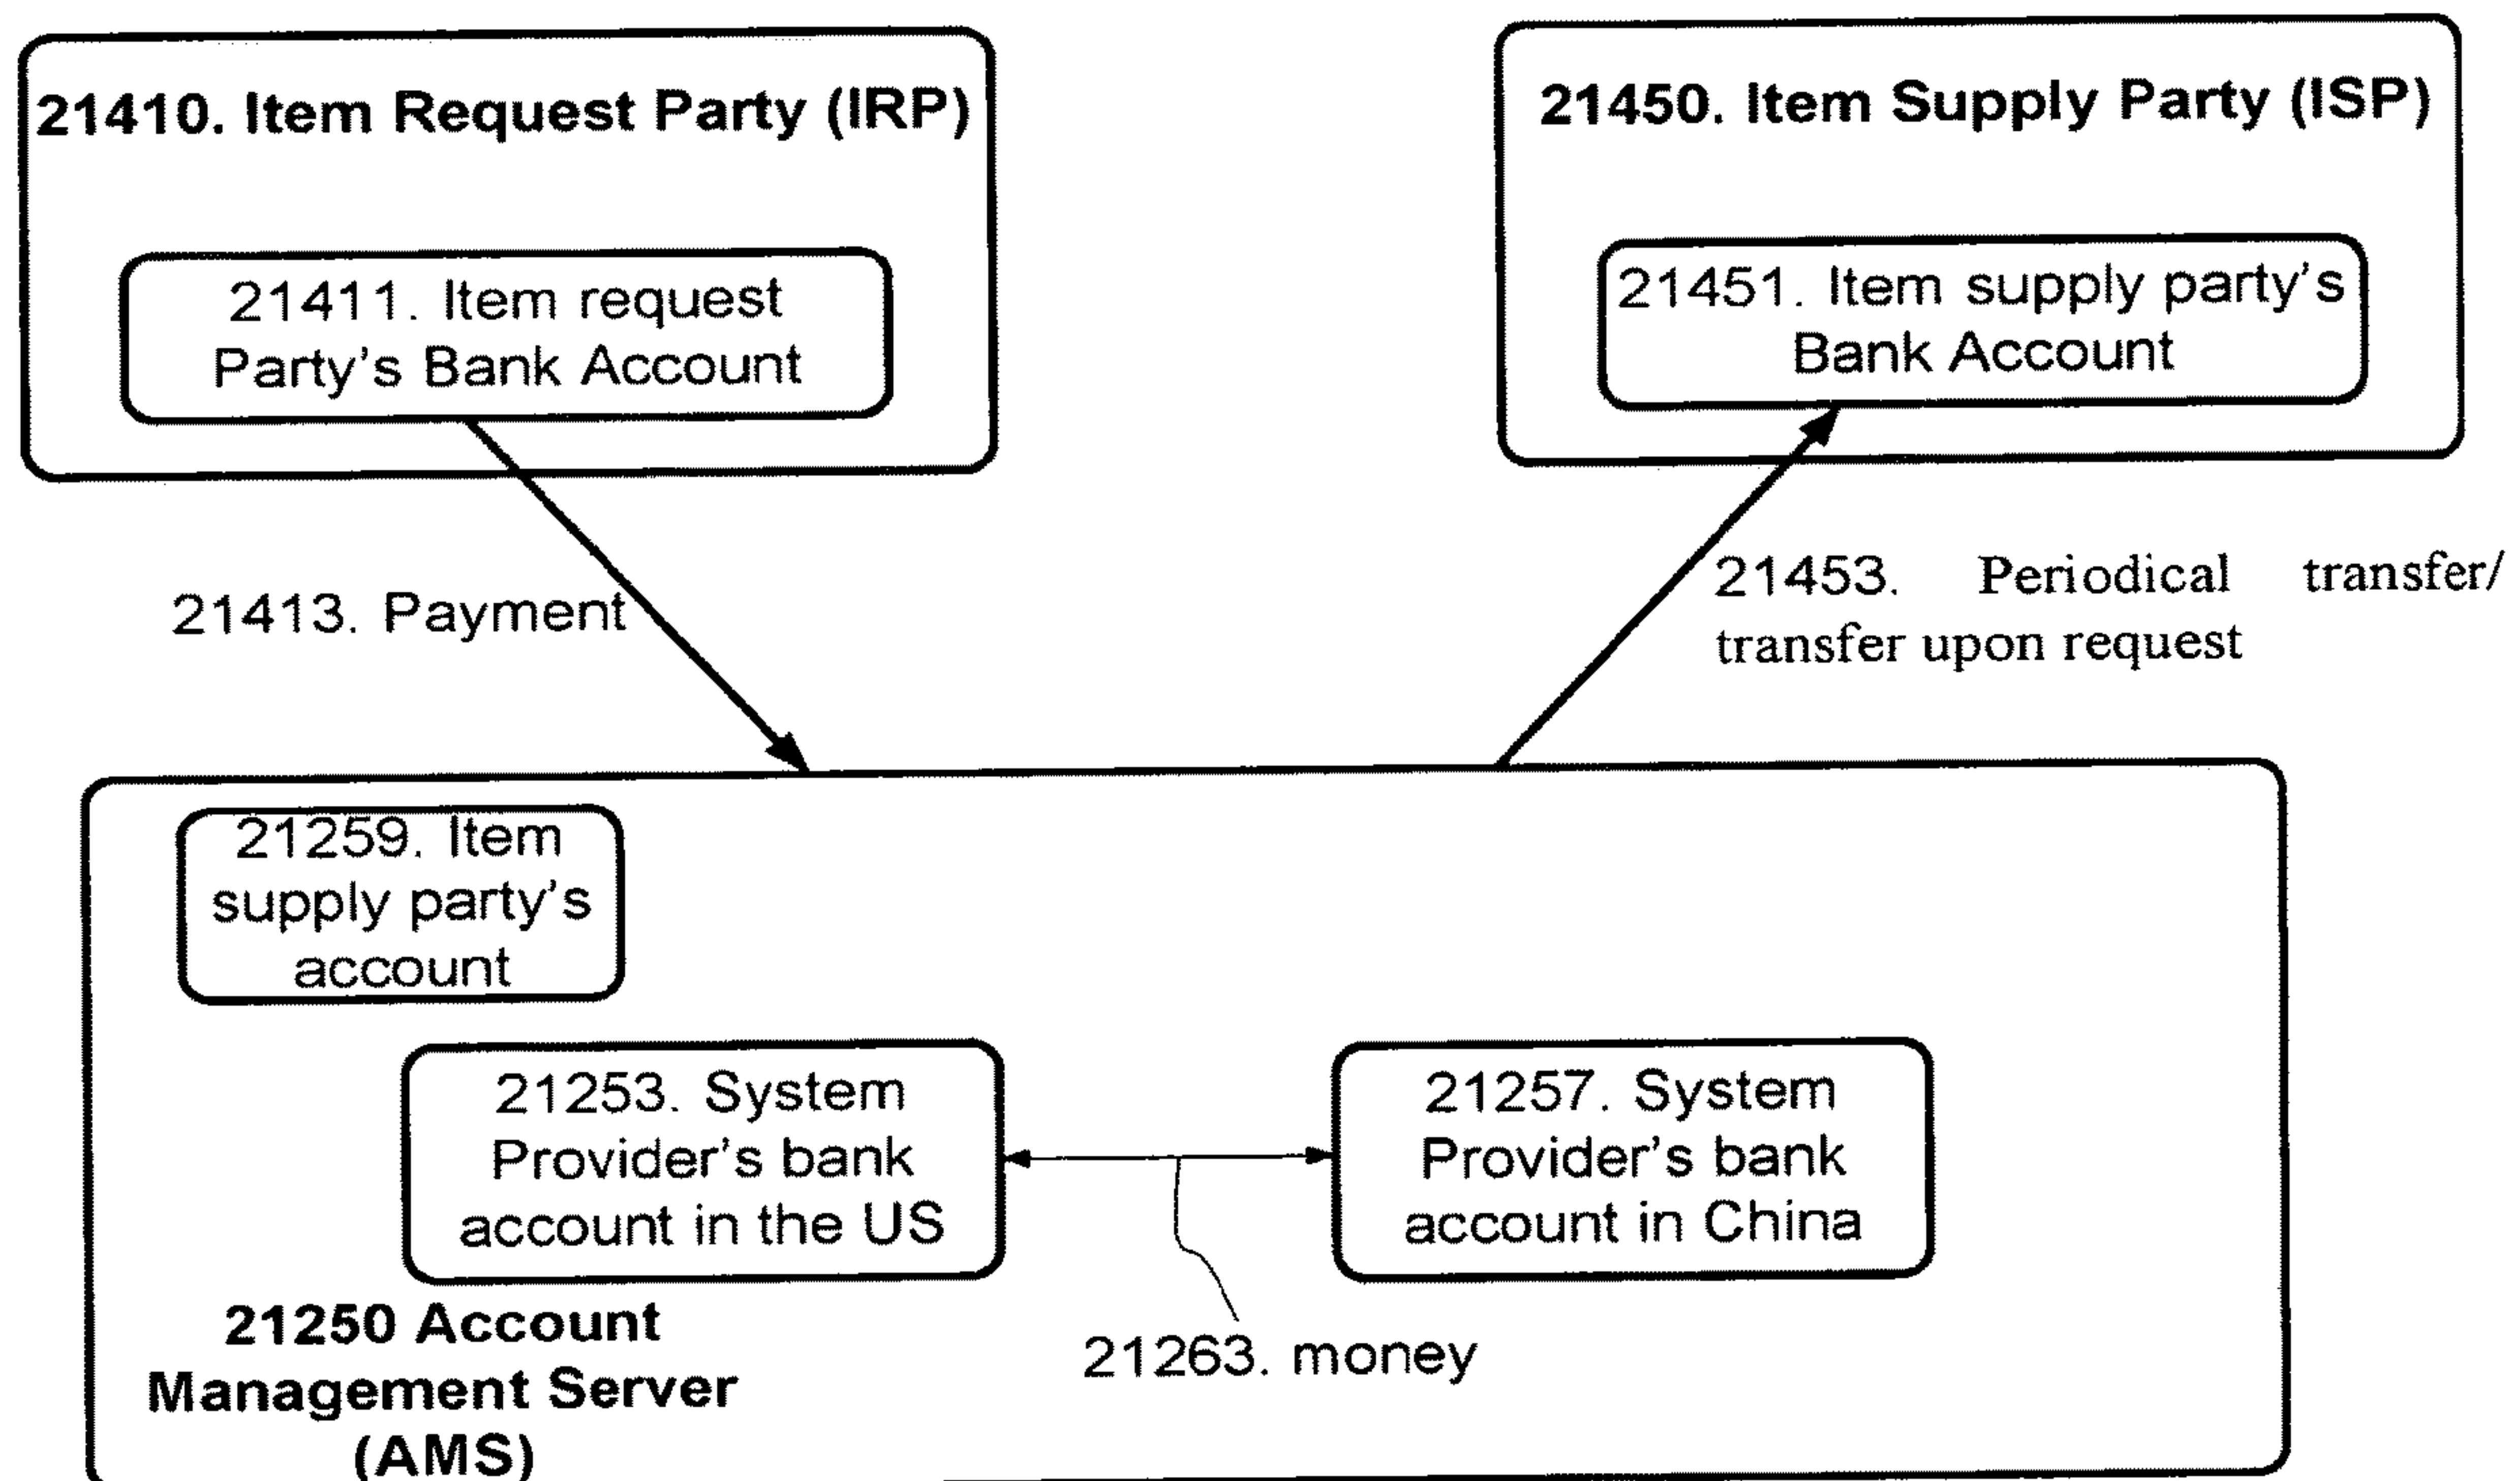 21410. Item Request Party (IRP)
21411. Item request
Party's Bank Account
21450. Item Supply Party (ISP)
21451. Item supply party's
Bank Account
21413. Payment
21453. Periodical transfer/
transfer upon request
21259. Item
supply party's
account
21253. System
Provider's bank
account in the US
21257. System
Provider's bank
account in China
21263. money
21250 Account
Management Server
(AMS)